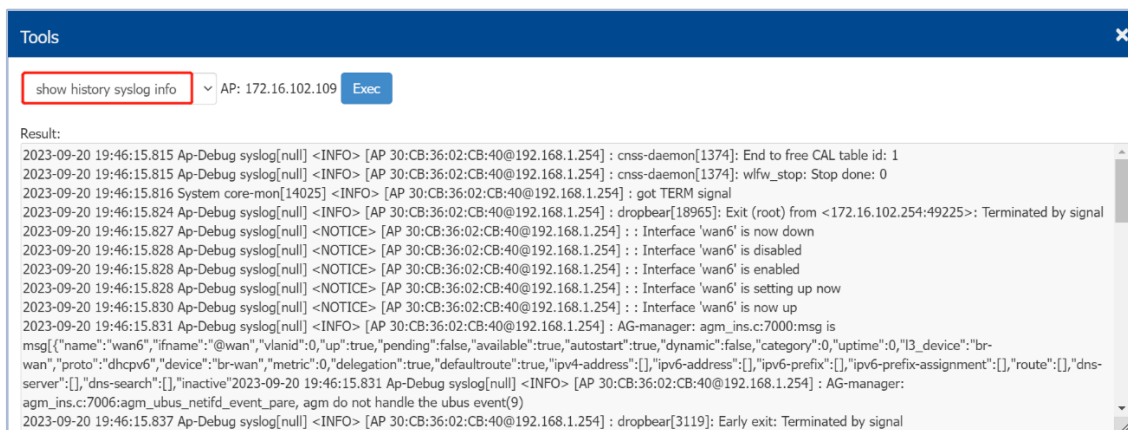 Tools
show history syslog info AP: 172.16.102.109 Exec
Result:
2023-09-20 19:46:15.815 Ap-Debug syslog[null] <INFO> [AP 30:CB:36:02:CB:40@192.168.1.254] : cnss-daemon[1374]: End to free CAL table id: 1
2023-09-20 19:46:15.815 Ap-Debug syslog[null] <INFO> [AP 30:CB:36:02:CB:40@192.168.1.254] : cnss-daemon[1374]: wlfw_stop: Stop done: 0
2023-09-20 19:46:15.816 System core-mon[14025] <INFO> [AP 30:CB:36:02:CB:40@192.168.1.254] : got TERM signal
2023-09-20 19:46:15.824 Ap-Debug syslog[null] <INFO> [AP 30:CB:36:02:CB:40@192.168.1.254] : dropbear[18965]: Exit (root) from <172.16.102.254:49225>: Terminated by signal
2023-09-20 19:46:15.827 Ap-Debug syslog[null] <NOTICE> [AP 30:CB:36:02:CB:40@192.168.1.254] : : Interface 'wan6' is now down
2023-09-20 19:46:15.828 Ap-Debug syslog[null] <NOTICE> [AP 30:CB:36:02:CB:40@192.168.1.254] : : Interface 'wan6' is disabled
2023-09-20 19:46:15.828 Ap-Debug syslog[null] <NOTICE> [AP 30:CB:36:02:CB:40@192.168.1.254] : : Interface 'wan6' is enabled
2023-09-20 19:46:15.828 Ap-Debug syslog[null] <NOTICE> [AP 30:CB:36:02:CB:40@192.168.1.254] : : Interface 'wan6' is setting up now
2023-09-20 19:46:15.830 Ap-Debug syslog[null] <NOTICE> [AP 30:CB:36:02:CB:40@192.168.1.254] : : Interface 'wan6' is now up
2023-09-20 19:46:15.831 Ap-Debug syslog[null] <INFO> [AP 30:CB:36:02:CB:40@192.168.1.254] : AG-manager: agm_ins.c:7000:msg is
msg[{"name":"wan6","ifname":"@wan","vlanid":0,"up":true,"pending":false,"available":true,"autostart":true,"dynamic":false,"category":0,"uptime":0,"l3_device":"br-
wan","proto":"dhcpv6","device":"br-wan","metric":0,"delegation":true,"defaultroute":true,"ipv4-address":[],"ipv6-address":[],"ipv6-prefix":[],"ipv6-prefix-assignment":[],"route":[],"dns-
server":[],"dns-search":[],"inactive"2023-09-20 19:46:15.831 Ap-Debug syslog[null] <INFO> [AP 30:CB:36:02:CB:40@192.168.1.254] : AG-manager:
agm_ins.c:7006:agm_ubus_netifd_event_pare, agm do not handle the ubus event(9)
2023-09-20 19:46:15.837 Ap-Debug syslog[null] <INFO> [AP 30:CB:36:02:CB:40@192.168.1.254] : dropbear[3119]: Early exit: Terminated by signal